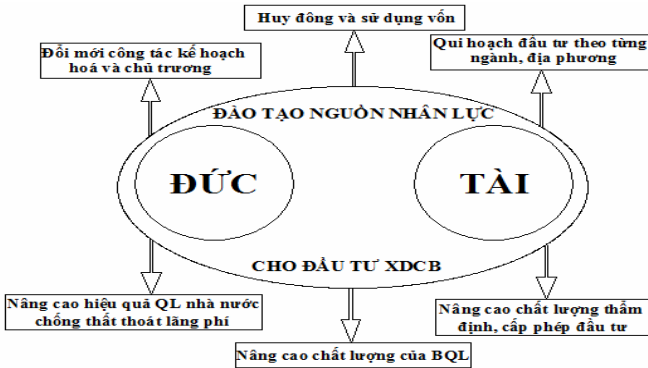 Huy đông và sử dụng vốn
Đổi mới công tác kế hoạch
hoá và chủ trương
Qui hoạch đầu tư theo từng
ngành, địa phương
ĐÀO TẠO NGUỒN NHÂN LỰC
ĐỨC
TÀI
CHO ĐẦU TƯ XDCB
Nâng cao hiệu quả QL nhà nước
chống thất thoát lãng phí
Nâng cao chất lượng thẩm
định, cấp phép đầu tư
Nâng cao chất lượng của BQL